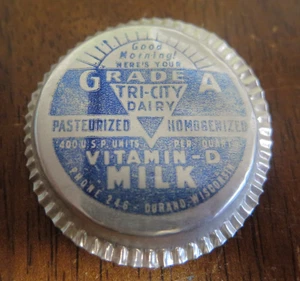 Good
Morning!
HERE'S YOUR
GRADE A
TRI-CITY
DAIRY
PASTEURIZED HOMOGENIZED
400 U.S.P. UNITS PER QUART
VITAMIN-D
MILK
PHONE 246 DURAND, WISCONSIN